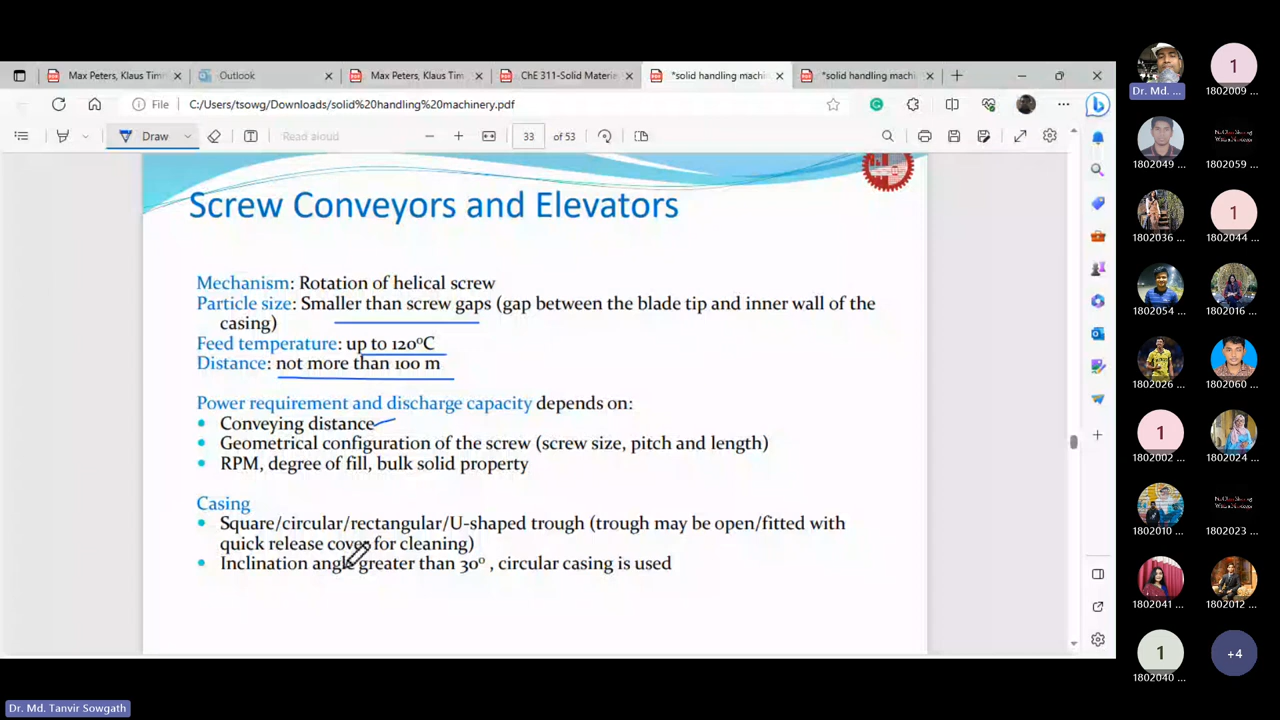 Max Peters, Klaus Tim
Outlook
Max Peters, Klaus Tim
ChE 311-Solid Materi
*solid handling machi
*solid handling machi
File
C:/Users/tsowg/Downloads/solid%20handling%20machinery.pdf
Draw
Read aloud
33
of 53
Screw Conveyors and Elevators
Mechanism: Rotation of helical screw
Particle size: Smaller than screw gaps (gap between the blade tip and inner wall of the
casing)
Feed temperature: up to 120°C
Distance: not more than 100 m
Power requirement and discharge capacity depends on:
• Conveying distance
• Geometrical configuration of the screw (screw size, pitch and length)
• RPM, degree of fill, bulk solid property
Casing
• Square/circular/rectangular/U-shaped trough (trough may be open/fitted with
quick release cover for cleaning)
• Inclination angle greater than 30° , circular casing is used
1
Dr. Md. ...
1802009 ...
1802049 ...
1802059 ...
1
1802036 ...
1802044 ...
1802054 ...
1802016 ...
1802026 ...
1802060 ...
1
1802002 ...
1802024 ...
1802010 ...
1802023 ...
1802041 ...
1802012 ...
1
+4
1802040 ...
Dr. Md. Tanvir Sowgath